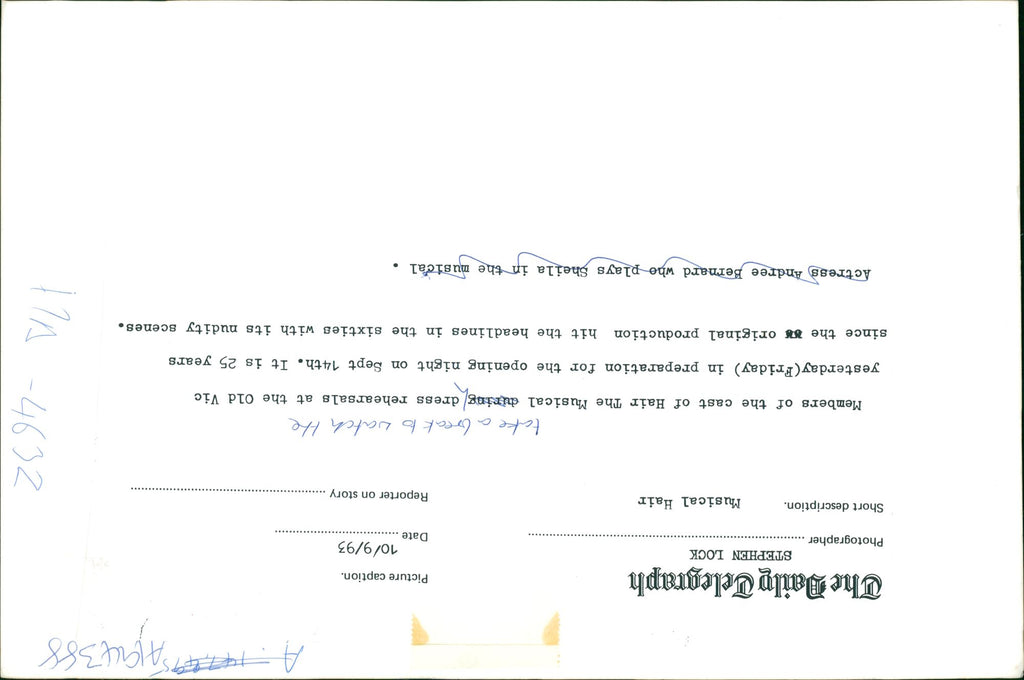 The Daily Telegraph
Picture caption.
STEPHEN LOCK
Photographer
10/9/93
Date
Short description. Musical Hair
Reporter on story
take a break to watch the
Members of the cast of Hair The Musical during dress rehearsals at the Old Vic
yesterday(Friday) in preparation for the opening night on Sept 14th. It is 25 years
since the original production hit the headlines in the sixties with its nudity scenes.
Actress Andree Bernard who plays Sheila in the musical .
-4632